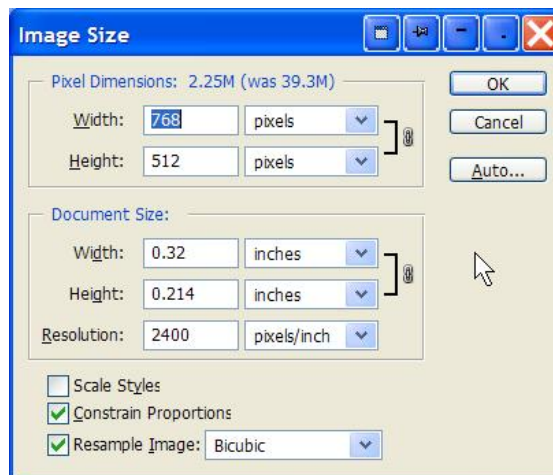 Image Size
Pixel Dimensions: 2.25M (was 39.3M)
Width: 768 pixels
Height: 512 pixels
Document Size:
Width: 0.32 inches
Height: 0.214 inches
Resolution: 2400 pixels/inch
Scale Styles
Constrain Proportions
Resample Image: Bicubic
OK
Cancel
Auto...